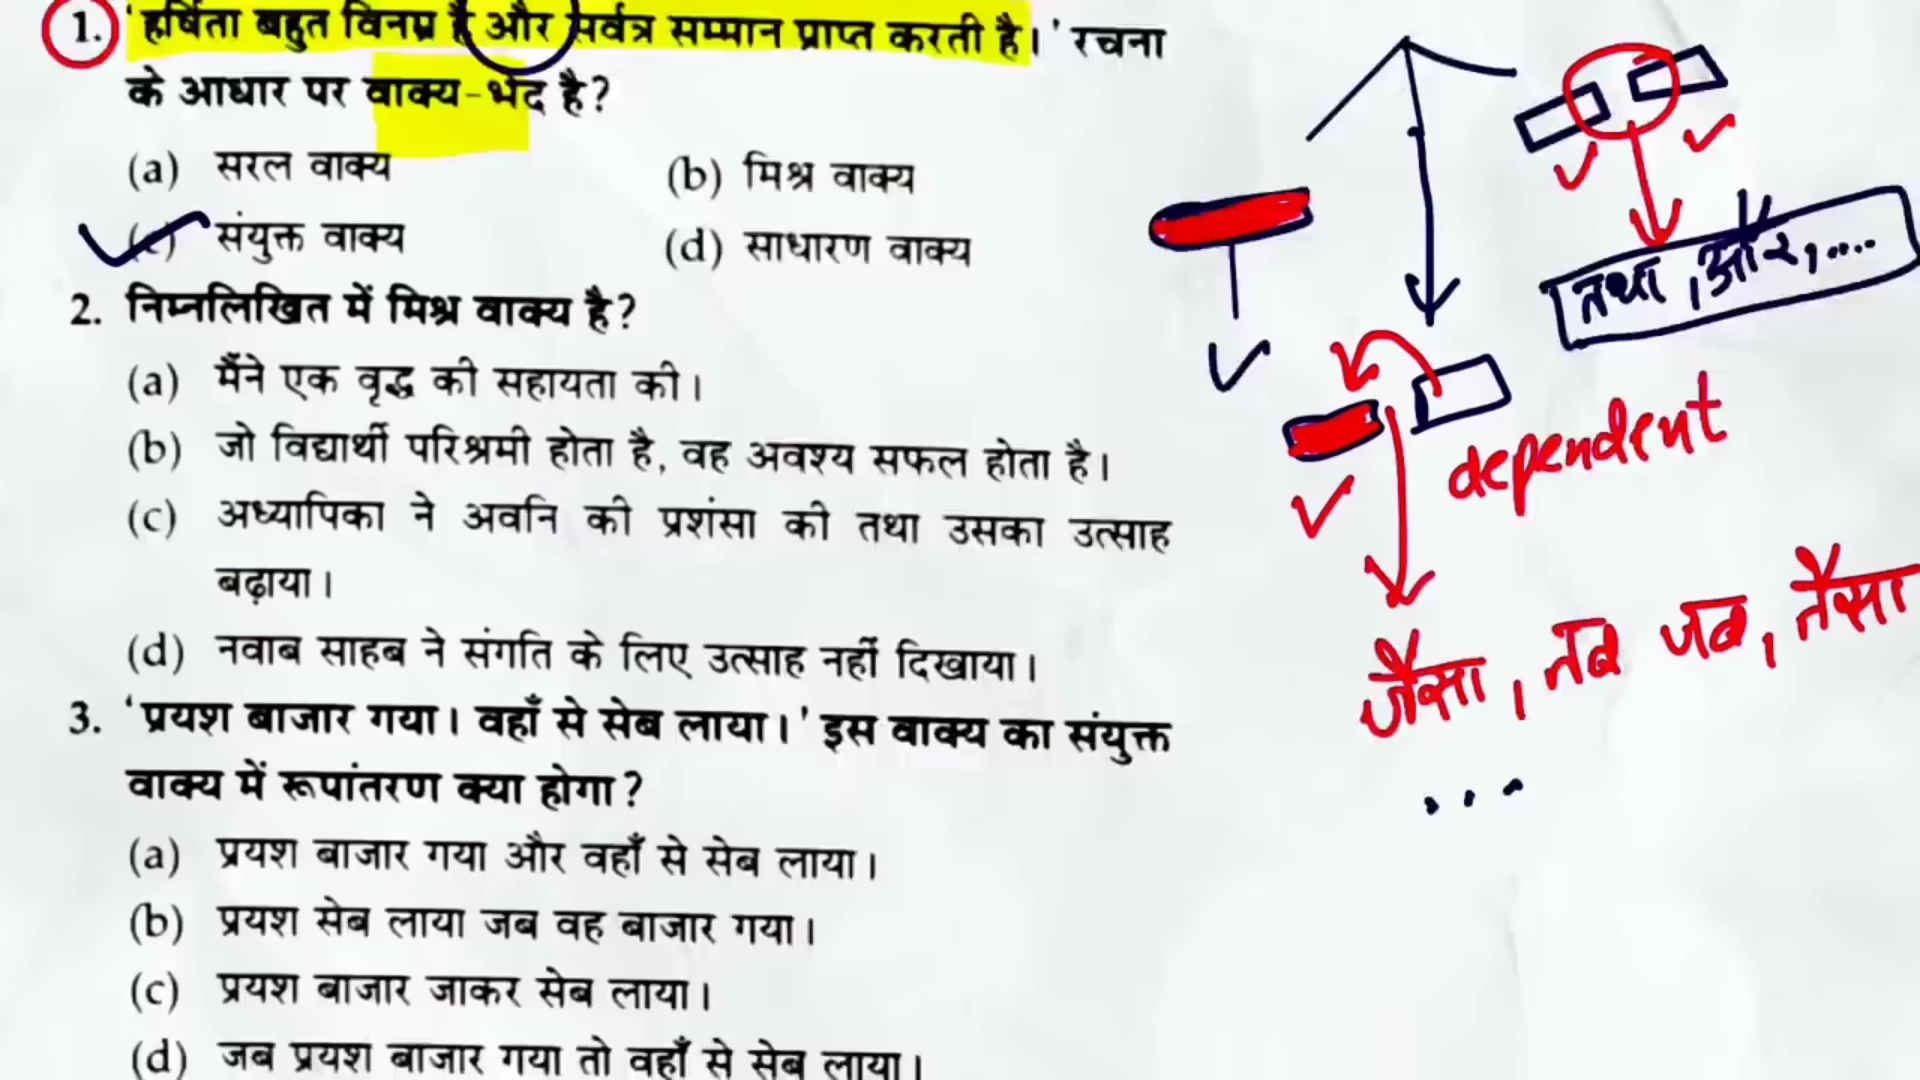 1. 'हर्षिता बहुत विनम्र है और सर्वत्र सम्मान प्राप्त करती है।' रचना
के आधार पर वाक्य-भेद है?
(a) सरल वाक्य
(b) मिश्र वाक्य
(c) संयुक्त वाक्य
(d) साधारण वाक्य
2. निम्नलिखित में मिश्र वाक्य है?
(a) मैंने एक वृद्ध की सहायता की।
(b) जो विद्यार्थी परिश्रमी होता है, वह अवश्य सफल होता है।
(c) अध्यापिका ने अवनि की प्रशंसा की तथा उसका उत्साह
बढ़ाया।
(d) नवाब साहब ने संगति के लिए उत्साह नहीं दिखाया।
3. 'प्रयश बाजार गया। वहाँ से सेब लाया।' इस वाक्य का संयुक्त
वाक्य में रूपांतरण क्या होगा?
(a) प्रयश बाजार गया और वहाँ से सेब लाया।
(b) प्रयश सेब लाया जब वह बाजार गया।
(c) प्रयश बाजार जाकर सेब लाया।
(d) जब प्रयश बाजार गया तो वहाँ से सेब लाया।
तथा, और, ....
dependent
जैसा, तब जब, तैसा
...